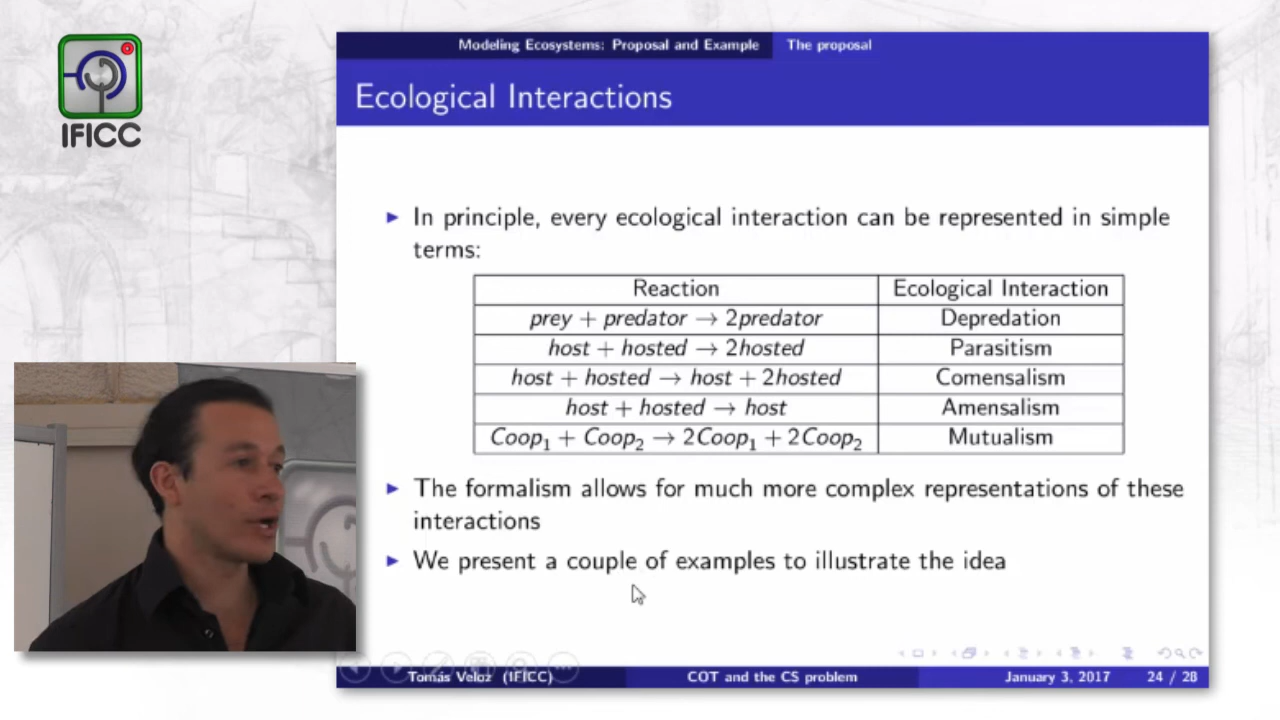 IFICC
Modeling Ecosystems: Proposal and Example The proposal
Ecological Interactions
In principle, every ecological interaction can be represented in simple
terms:
Reaction Ecological Interaction
prey + predator → 2predator Depredation
host + hosted → 2hosted Parasitism
host + hosted → host + 2hosted Comensalism
host + hosted → host Amensalism
Coop₁ + Coop₂ → 2Coop₁ + 2Coop₂ Mutualism
The formalism allows for much more complex representations of these
interactions
We present a couple of examples to illustrate the idea
Tomás Veloz (IFICC) COT and the CS problem January 3, 2017 24 / 28